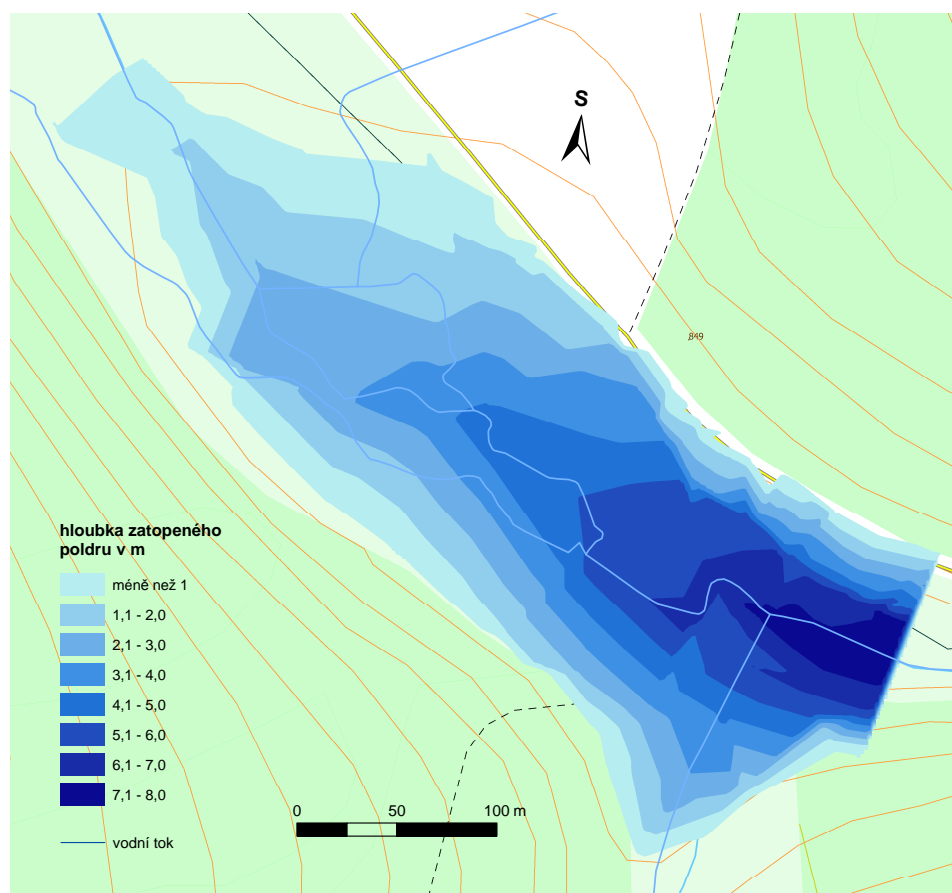 S
849
hloubka zatopeného
poldru v m
méně než 1
1,1 - 2,0
2,1 - 3,0
3,1 - 4,0
4,1 - 5,0
5,1 - 6,0
6,1 - 7,0
7,1 - 8,0
vodní tok
0 50 100 m